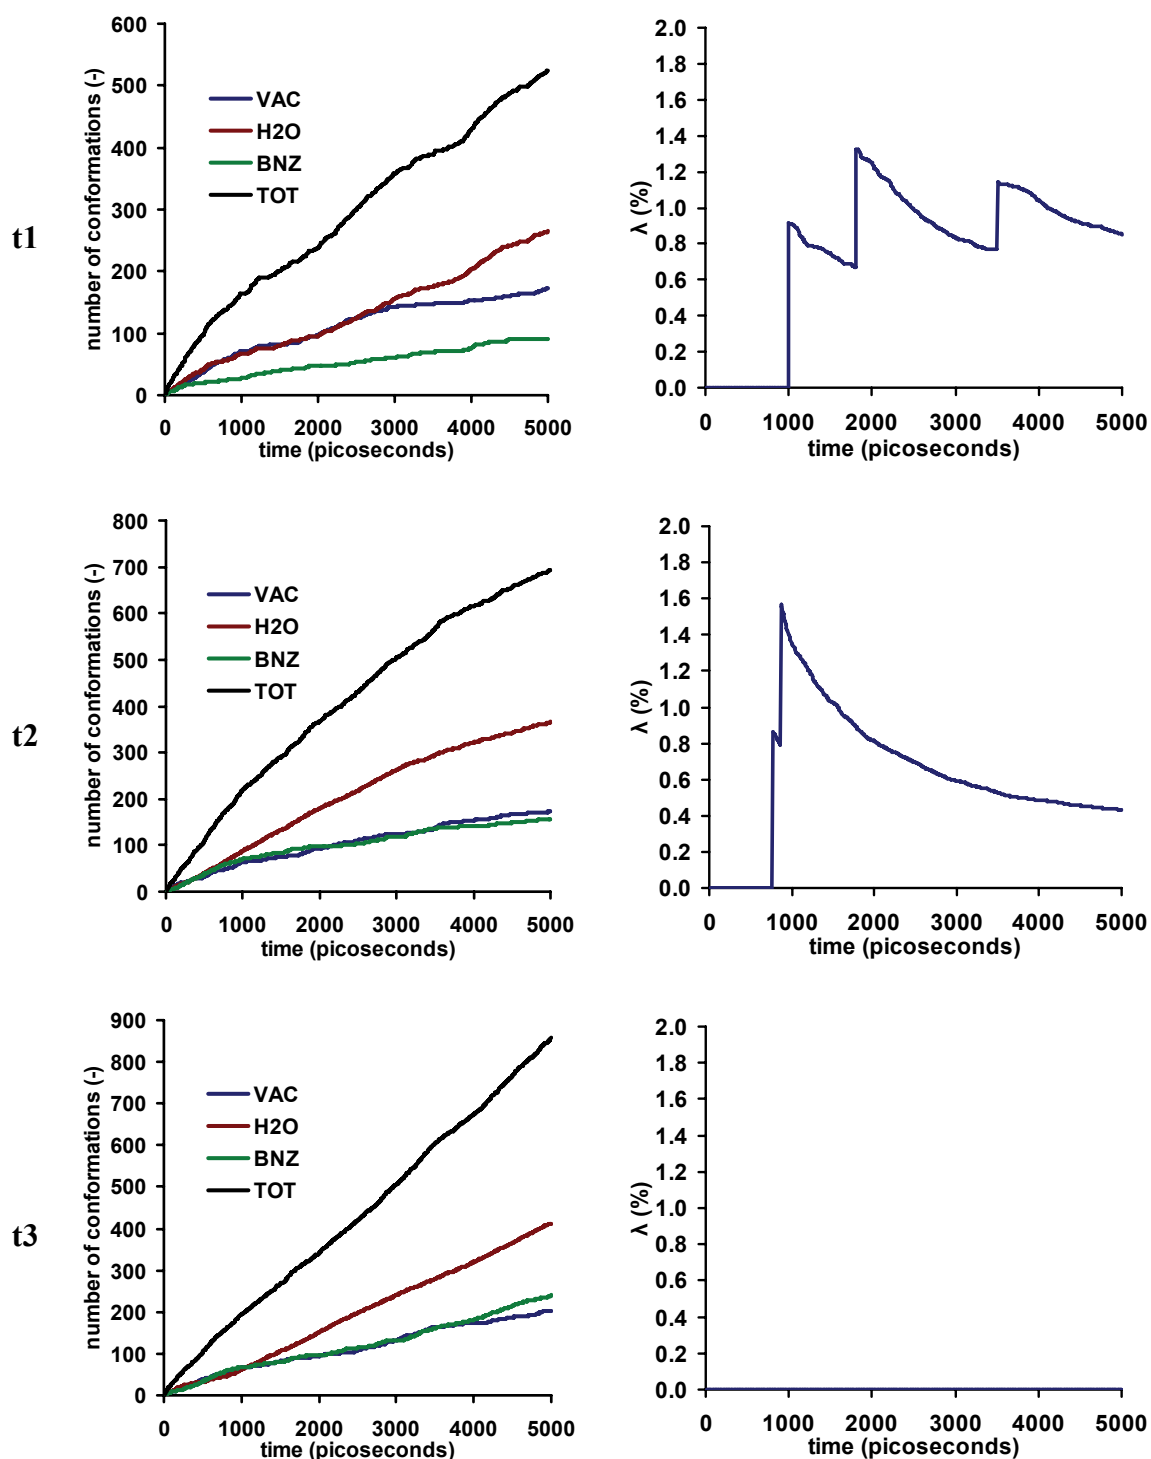 t1
number of conformations (-)
600
500
400
300
200
100
0
VAC
H2O
BNZ
TOT
0 1000 2000 3000 4000 5000
time (picoseconds)
λ (%)
2.0
1.8
1.6
1.4
1.2
1.0
0.8
0.6
0.4
0.2
0.0
0 1000 2000 3000 4000 5000
time (picoseconds)
t2
number of conformations (-)
800
700
600
500
400
300
200
100
0
VAC
H2O
BNZ
TOT
0 1000 2000 3000 4000 5000
time (picoseconds)
λ (%)
2.0
1.8
1.6
1.4
1.2
1.0
0.8
0.6
0.4
0.2
0.0
0 1000 2000 3000 4000 5000
time (picoseconds)
t3
number of conformations (-)
900
800
700
600
500
400
300
200
100
0
VAC
H2O
BNZ
TOT
0 1000 2000 3000 4000 5000
time (picoseconds)
λ (%)
2.0
1.8
1.6
1.4
1.2
1.0
0.8
0.6
0.4
0.2
0.0
0 1000 2000 3000 4000 5000
time (picoseconds)